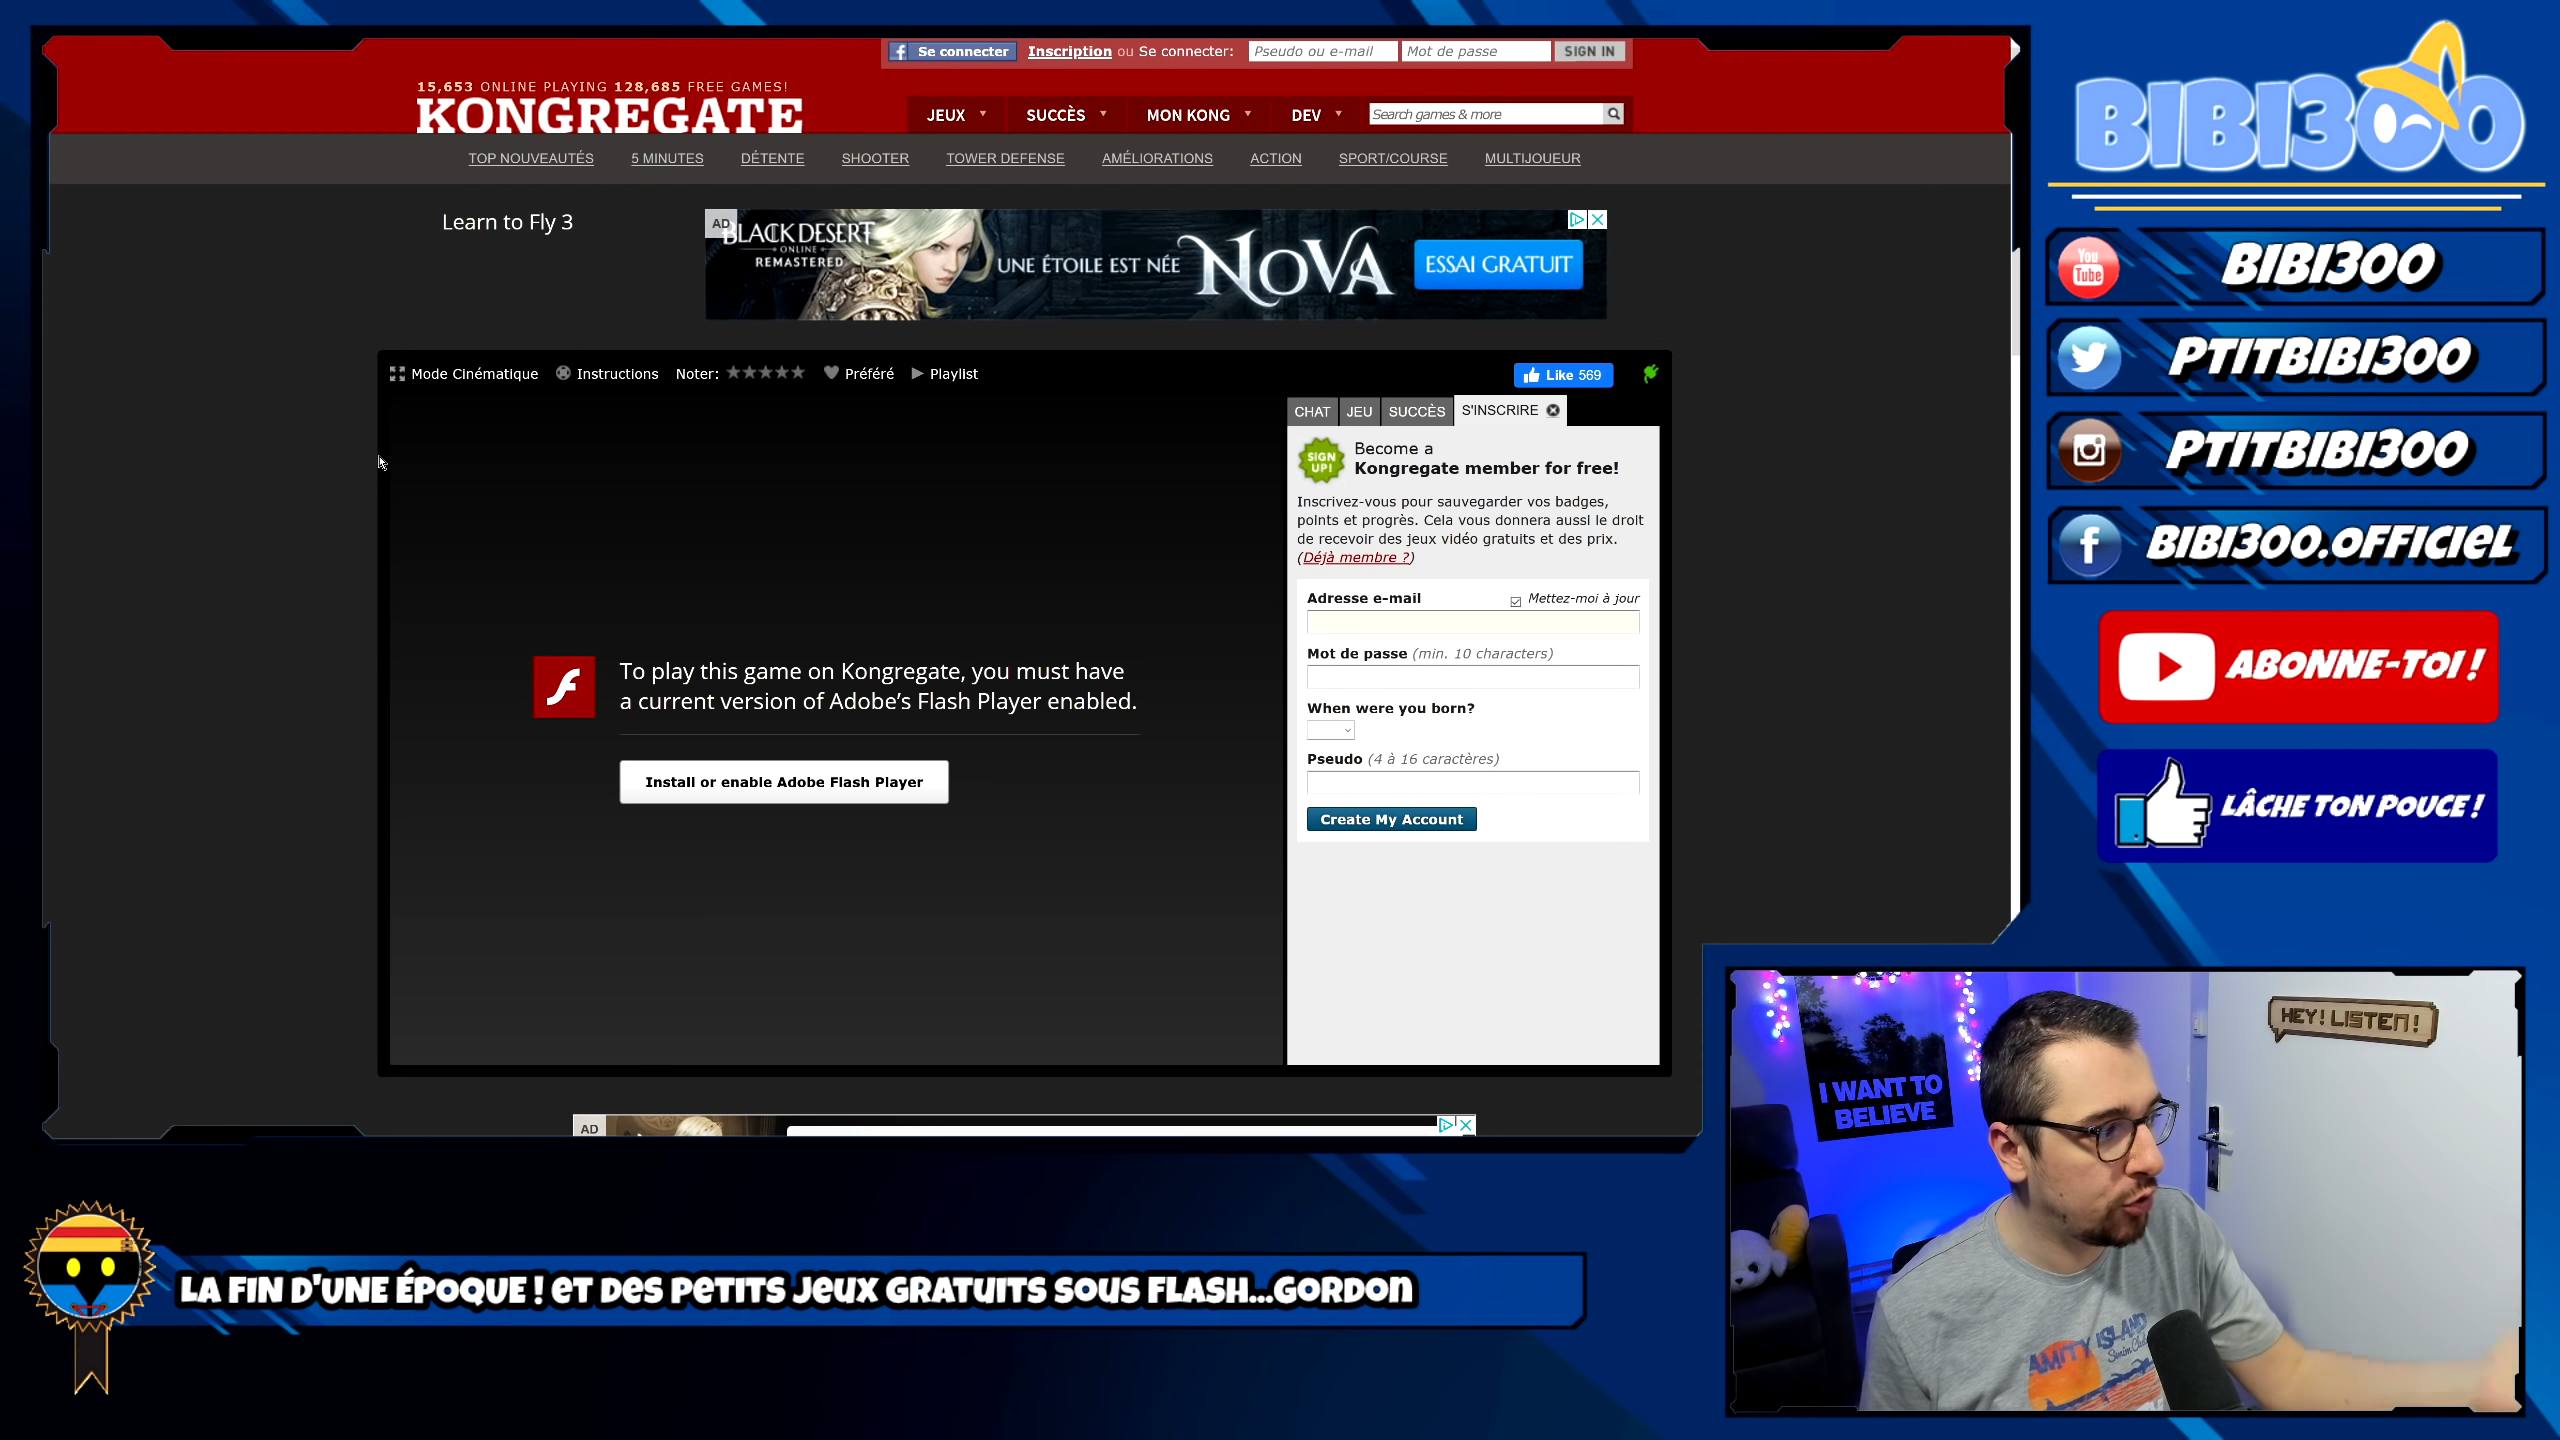 Se connecter Inscription ou Se connecter: Pseudo ou e-mail Mot de passe SIGN IN
15,653 ONLINE PLAYING 128,685 FREE GAMES!
KONGREGATE
JEUX SUCCÈS MON KONG DEV Search games & more
TOP NOUVEAUTÉS 5 MINUTES DÉTENTE SHOOTER TOWER DEFENSE AMÉLIORATIONS ACTION SPORT/COURSE MULTIJOUEUR
Learn to Fly 3
AD
BLACK DESERT
ONLINE
REMASTERED
UNE ÉTOILE EST NÉE
NOVA
ESSAI GRATUIT
Mode Cinématique Instructions Noter: Préféré Playlist
Like 569
CHAT JEU SUCCÈS S'INSCRIRE
SIGN UP!
Become a
Kongregate member for free!
Inscrivez-vous pour sauvegarder vos badges,
points et progrès. Cela vous donnera aussi le droit
de recevoir des jeux vidéo gratuits et des prix.
(Déjà membre ?)
Adresse e-mail Mettez-moi à jour
Mot de passe (min. 10 characters)
When were you born?
Pseudo (4 à 16 caractères)
Create My Account
To play this game on Kongregate, you must have
a current version of Adobe's Flash Player enabled.
Install or enable Adobe Flash Player
AD
BIBI300
You Tube
BIBI300
PTITBIBI300
PTITBIBI300
BIBI300.OFFICIEL
ABONNE-TOI !
LÂCHE TON POUCE !
HEY! LISTEN!
I WANT TO
BELIEVE
AMITY ISLAND
LA FIN D'UNE ÉPOQUE ! ET DES PETITS JEUX GRATUITS SOUS FLASH...GORDON